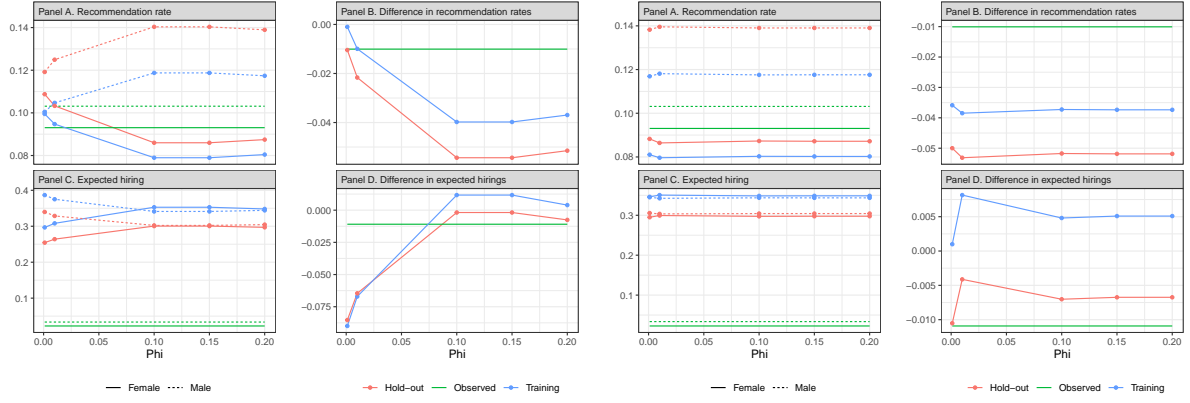 Panel A. Recommendation rate
0.14
0.12
0.10
0.08
Panel B. Difference in recommendation rates
0.00
−0.02
−0.04
Panel C. Expected hiring
0.4
0.3
0.2
0.1
0.00 0.05 0.10 0.15 0.20
Phi
Panel D. Difference in expected hirings
0.000
−0.025
−0.050
−0.075
0.00 0.05 0.10 0.15 0.20
Phi
Panel A. Recommendation rate
0.14
0.12
0.10
0.08
Panel B. Difference in recommendation rates
−0.01
−0.02
−0.03
−0.04
−0.05
Panel C. Expected hiring
0.3
0.2
0.1
0.00 0.05 0.10 0.15 0.20
Phi
Panel D. Difference in expected hirings
0.005
0.000
−0.005
−0.010
0.00 0.05 0.10 0.15 0.20
Phi
Female Male
Hold−out Observed Training
Female Male
Hold−out Observed Training